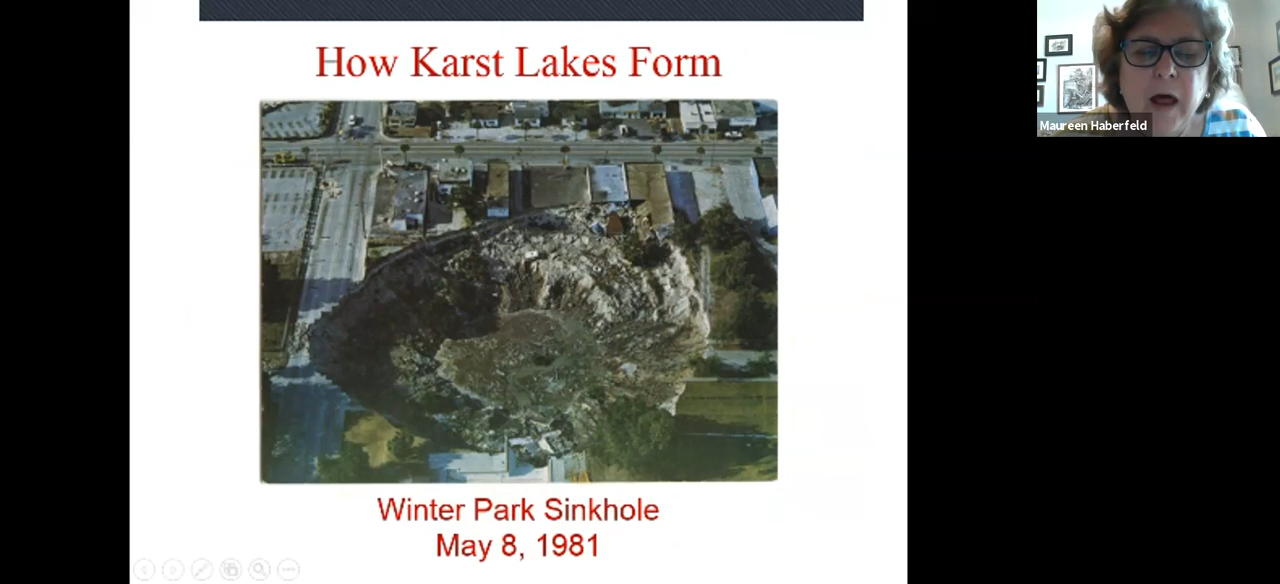 How Karst Lakes Form
Maureen Haberfeld
Winter Park Sinkhole
May 8, 1981